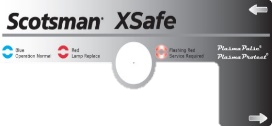 Scotsman® XSafe
Blue
Operation Normal
Red
Lamp Replace
Flashing Red
Service Required
PlasmaPulse®
PlasmaProtect®